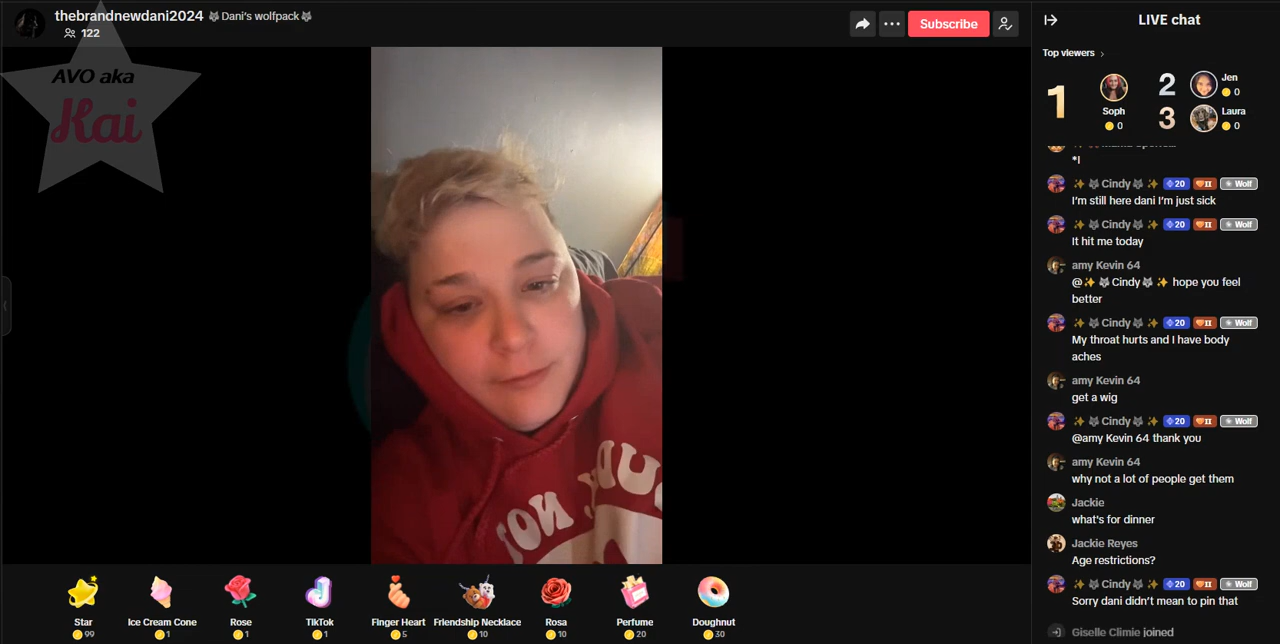 thebrandnewdani2024 🐺Dani's wolfpack🐺
122
Subscribe
AVO aka
Kai
LIVE chat
Top viewers
1
Soph
0
2
Jen
0
3
Laura
0
*I
✨🐺Cindy🐺✨ 20 II Wolf
I'm still here dani I'm just sick
✨🐺Cindy🐺✨ 20 II Wolf
It hit me today
amy Kevin 64
@✨🐺Cindy🐺✨ hope you feel
better
✨🐺Cindy🐺✨ 20 II Wolf
My throat hurts and I have body
aches
amy Kevin 64
get a wig
✨🐺Cindy🐺✨ 20 II Wolf
@amy Kevin 64 thank you
amy Kevin 64
why not a lot of people get them
Jackie
what's for dinner
Jackie Reyes
Age restrictions?
✨🐺Cindy🐺✨ 20 II Wolf
Sorry dani didn't mean to pin that
Giselle Climie joined
Star
99
Ice Cream Cone
1
Rose
1
TikTok
1
Finger Heart
5
Friendship Necklace
10
Rosa
10
Perfume
20
Doughnut
30